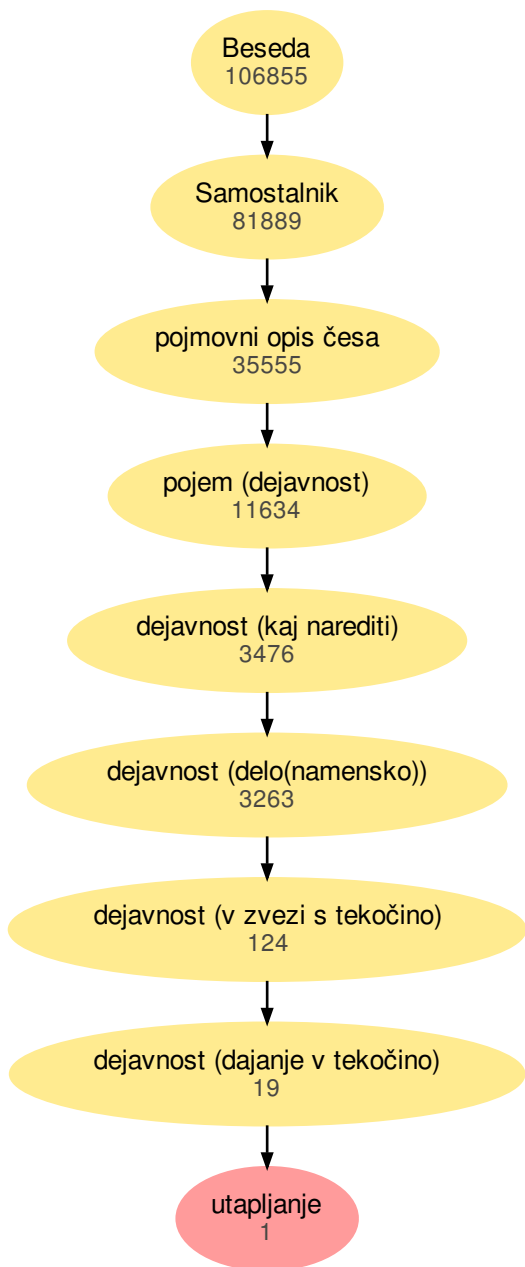 Beseda
106855
Samostalnik
81889
pojmovni opis česa
35555
pojem (dejavnost)
11634
dejavnost (kaj narediti)
3476
dejavnost (delo(namensko))
3263
dejavnost (v zvezi s tekočino)
124
dejavnost (dajanje v tekočino)
19
utapljanje
1